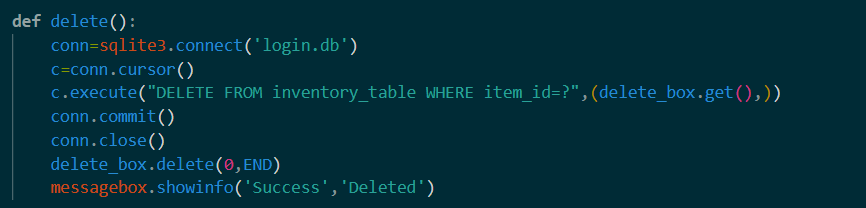 def delete():
    conn=sqlite3.connect('login.db')
    c=conn.cursor()
    c.execute("DELETE FROM inventory_table WHERE item_id=?",(delete_box.get(),))
    conn.commit()
    conn.close()
    delete_box.delete(0,END)
    messagebox.showinfo('Success','Deleted')